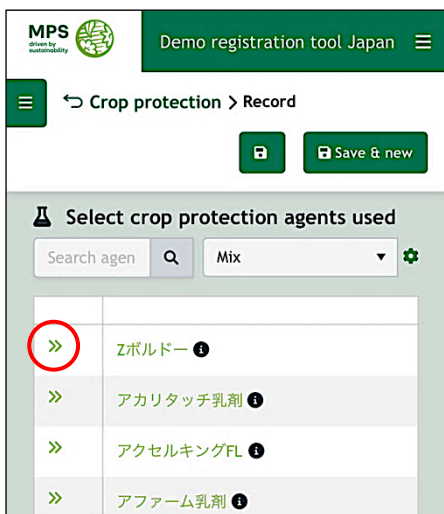 MPS
driven by
sustainability
Demo registration tool Japan
Crop protection > Record
Save & new
Select crop protection agents used
Search agen
Mix
Zボルドー
アカリタッチ乳剤
アクセルキングFL
アファーム乳剤